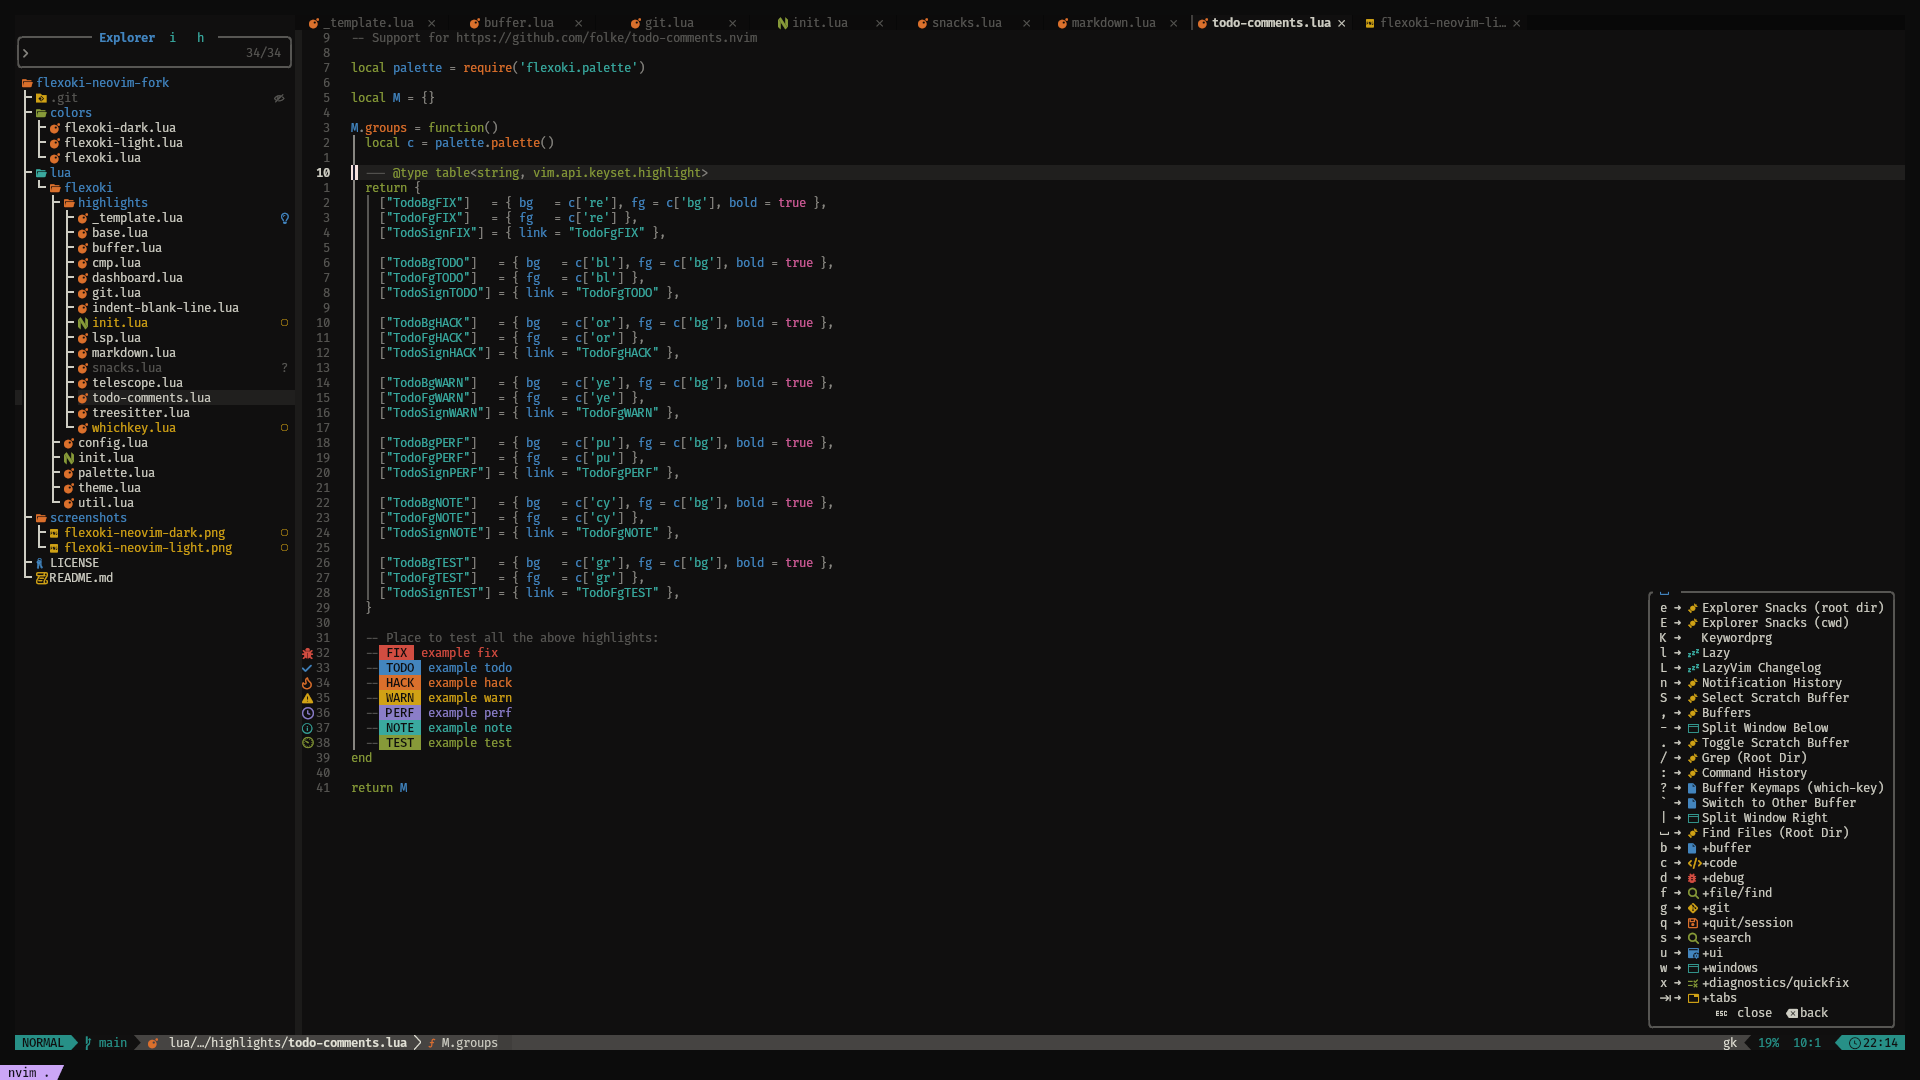 _template.lua × buffer.lua × git.lua × init.lua × snacks.lua × markdown.lua × todo-comments.lua × flexoki-neovim-li… ×
Explorer i h
> 34/34
flexoki-neovim-fork
.git
colors
flexoki-dark.lua
flexoki-light.lua
flexoki.lua
lua
flexoki
highlights
_template.lua
base.lua
buffer.lua
cmp.lua
dashboard.lua
git.lua
indent-blank-line.lua
init.lua
lsp.lua
markdown.lua
snacks.lua ?
telescope.lua
todo-comments.lua
treesitter.lua
whichkey.lua
config.lua
init.lua
palette.lua
theme.lua
util.lua
screenshots
flexoki-neovim-dark.png
flexoki-neovim-light.png
LICENSE
README.md
9 -- Support for https://github.com/folke/todo-comments.nvim
8
7 local palette = require('flexoki.palette')
6
5 local M = {}
4
3 M.groups = function()
2 local c = palette.palette()
1
10 --- @type table<string, vim.api.keyset.highlight>
1 return {
2 ["TodoBgFIX"] = { bg = c['re'], fg = c['bg'], bold = true },
3 ["TodoFgFIX"] = { fg = c['re'] },
4 ["TodoSignFIX"] = { link = "TodoFgFIX" },
5
6 ["TodoBgTODO"] = { bg = c['bl'], fg = c['bg'], bold = true },
7 ["TodoFgTODO"] = { fg = c['bl'] },
8 ["TodoSignTODO"] = { link = "TodoFgTODO" },
9
10 ["TodoBgHACK"] = { bg = c['or'], fg = c['bg'], bold = true },
11 ["TodoFgHACK"] = { fg = c['or'] },
12 ["TodoSignHACK"] = { link = "TodoFgHACK" },
13
14 ["TodoBgWARN"] = { bg = c['ye'], fg = c['bg'], bold = true },
15 ["TodoFgWARN"] = { fg = c['ye'] },
16 ["TodoSignWARN"] = { link = "TodoFgWARN" },
17
18 ["TodoBgPERF"] = { bg = c['pu'], fg = c['bg'], bold = true },
19 ["TodoFgPERF"] = { fg = c['pu'] },
20 ["TodoSignPERF"] = { link = "TodoFgPERF" },
21
22 ["TodoBgNOTE"] = { bg = c['cy'], fg = c['bg'], bold = true },
23 ["TodoFgNOTE"] = { fg = c['cy'] },
24 ["TodoSignNOTE"] = { link = "TodoFgNOTE" },
25
26 ["TodoBgTEST"] = { bg = c['gr'], fg = c['bg'], bold = true },
27 ["TodoFgTEST"] = { fg = c['gr'] },
28 ["TodoSignTEST"] = { link = "TodoFgTEST" },
29 }
30
31 -- Place to test all the above highlights:
32 -- FIX example fix
33 -- TODO example todo
34 -- HACK example hack
35 -- WARN example warn
36 -- PERF example perf
37 -- NOTE example note
38 -- TEST example test
39 end
40
41 return M
e → Explorer Snacks (root dir)
E → Explorer Snacks (cwd)
K → Keywordprg
l → Lazy
L → LazyVim Changelog
n → Notification History
S → Select Scratch Buffer
, → Buffers
- → Split Window Below
. → Toggle Scratch Buffer
/ → Grep (Root Dir)
: → Command History
? → Buffer Keymaps (which-key)
` → Switch to Other Buffer
| → Split Window Right
␣ → Find Files (Root Dir)
b → +buffer
c → +code
d → +debug
f → +file/find
g → +git
q → +quit/session
s → +search
u → +ui
w → +windows
x → +diagnostics/quickfix
⇥ → +tabs
ESC close back
NORMAL main lua/…/highlights/todo-comments.lua > ƒ M.groups gk 19% 10:1 22:14
nvim .